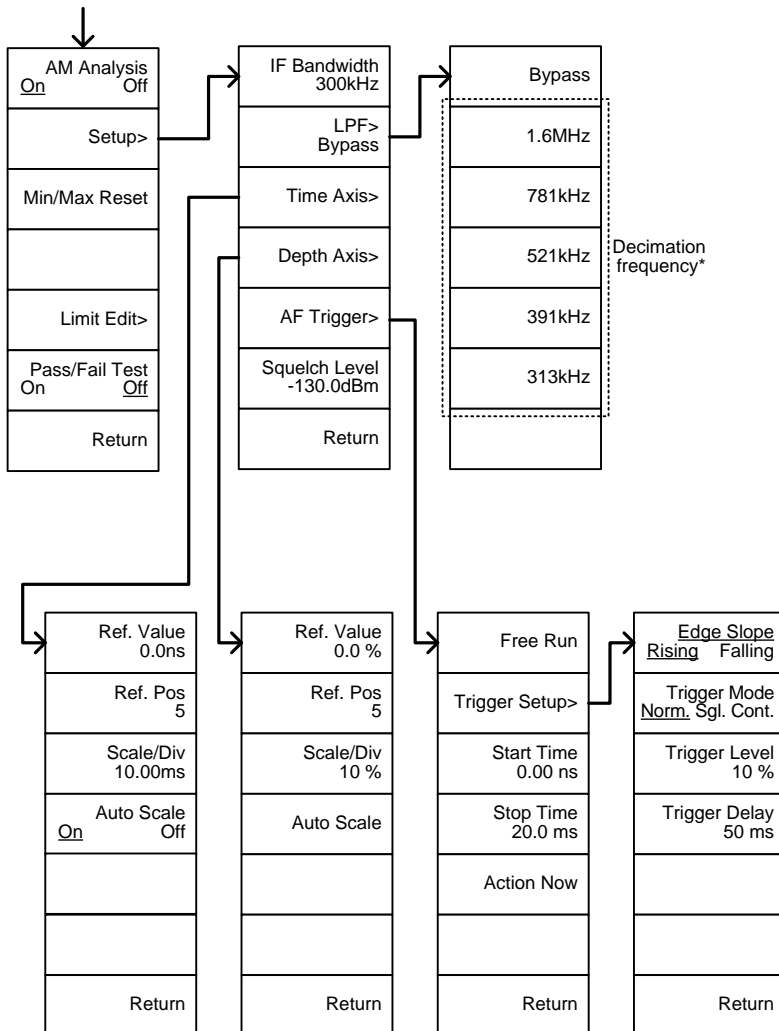 AM Analysis
On Off
Setup>
Min/Max Reset
Limit Edit>
Pass/Fail Test
On Off
Return
IF Bandwidth
300kHz
LPF>
Bypass
Time Axis>
Depth Axis>
AF Trigger>
Squelch Level
-130.0dBm
Return
Bypass
1.6MHz
781kHz
521kHz
391kHz
313kHz
Decimation
frequency*
Ref. Value
0.0ns
Ref. Pos
5
Scale/Div
10.00ms
Auto Scale
On Off
Return
Ref. Value
0.0 %
Ref. Pos
5
Scale/Div
10 %
Auto Scale
Return
Free Run
Trigger Setup>
Start Time
0.00 ns
Stop Time
20.0 ms
Action Now
Return
Edge Slope
Rising Falling
Trigger Mode
Norm. Sgl. Cont.
Trigger Level
10 %
Trigger Delay
50 ms
Return